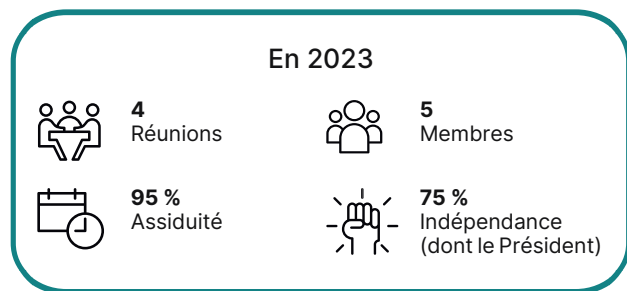 En 2023
4
Réunions
5
Membres
95 %
Assiduité
75 %
Indépendance
(dont le Président)